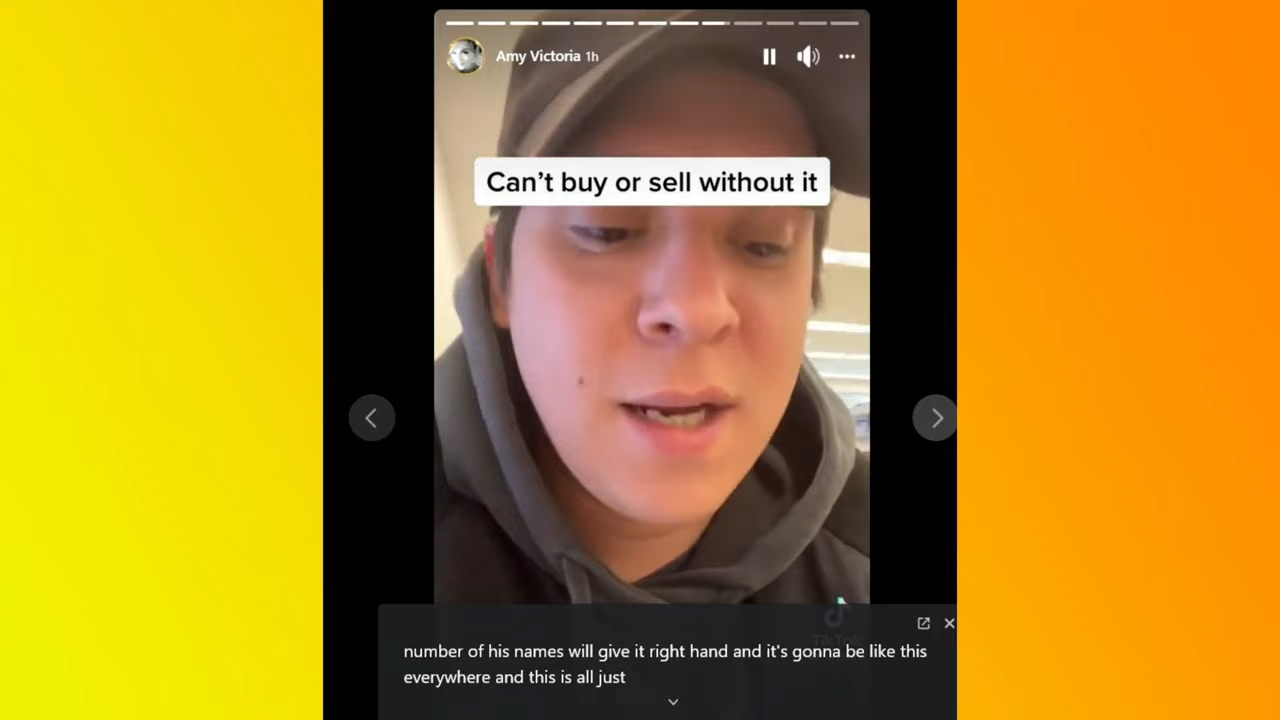 Amy Victoria 1h
Can't buy or sell without it
TikTok
number of his names will give it right hand and it's gonna be like this
everywhere and this is all just